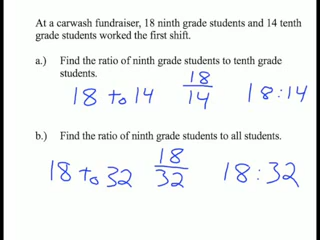 At a carwash fundraiser, 18 ninth grade students and 14 tenth
grade students worked the first shift.
a.) Find the ratio of ninth grade students to tenth grade
students.
18 to 14 18/14 18:14
b.) Find the ratio of ninth grade students to all students.
18 to 32 18/32 18:32